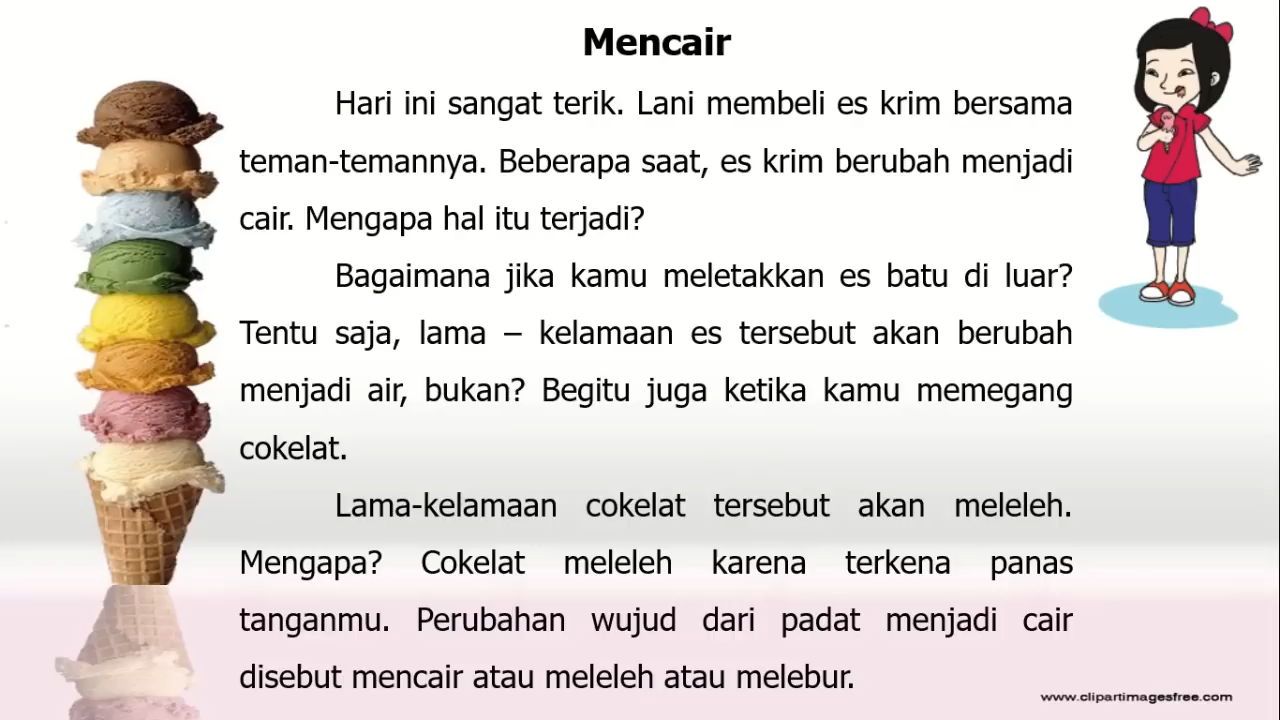 Mencair
Hari ini sangat terik. Lani membeli es krim bersama
teman-temannya. Beberapa saat, es krim berubah menjadi
cair. Mengapa hal itu terjadi?
Bagaimana jika kamu meletakkan es batu di luar?
Tentu saja, lama – kelamaan es tersebut akan berubah
menjadi air, bukan? Begitu juga ketika kamu memegang
cokelat.
Lama-kelamaan cokelat tersebut akan meleleh.
Mengapa? Cokelat meleleh karena terkena panas
tanganmu. Perubahan wujud dari padat menjadi cair
disebut mencair atau meleleh atau melebur.
www.clipartimagesfree.com